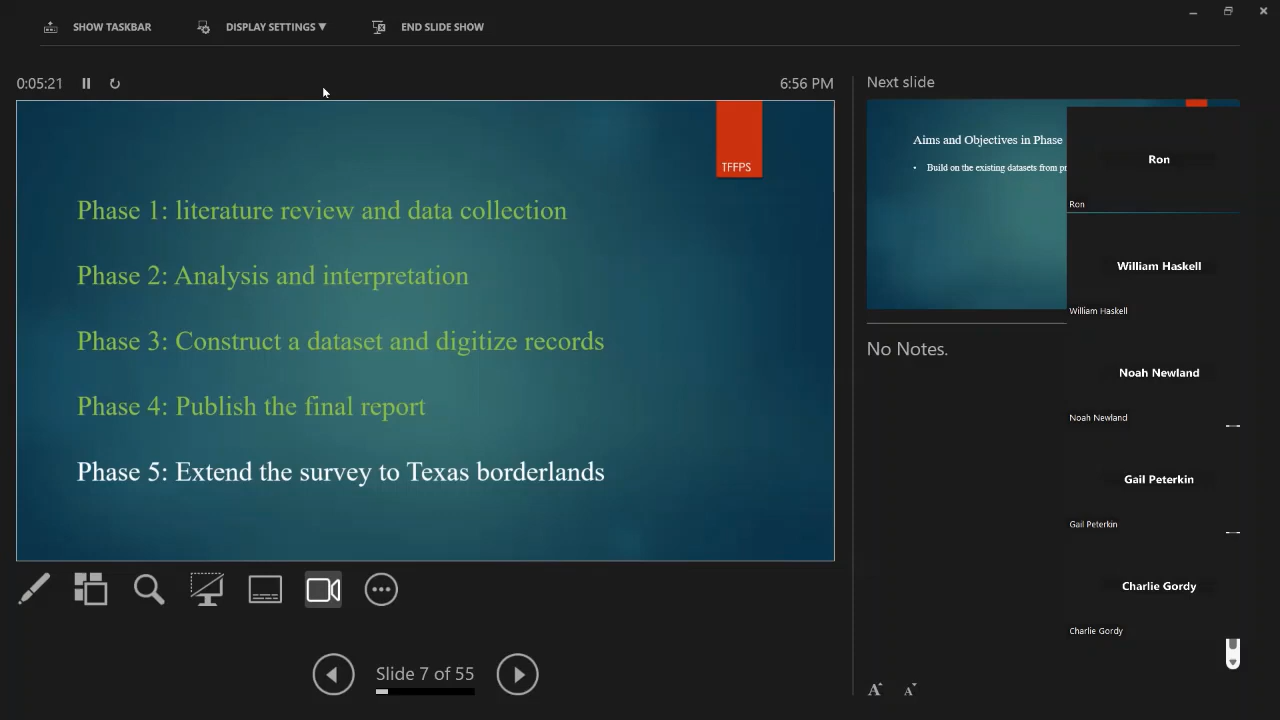 SHOW TASKBAR
DISPLAY SETTINGS ▼
END SLIDE SHOW
0:05:21
6:56 PM
TFFPS
Phase 1: literature review and data collection
Phase 2: Analysis and interpretation
Phase 3: Construct a dataset and digitize records
Phase 4: Publish the final report
Phase 5: Extend the survey to Texas borderlands
Slide 7 of 55
Next slide
Aims and Objectives in Phase
• Build on the existing datasets from
No Notes.
Ron
Ron
William Haskell
William Haskell
Noah Newland
Noah Newland
Gail Peterkin
Gail Peterkin
Charlie Gordy
Charlie Gordy
A A